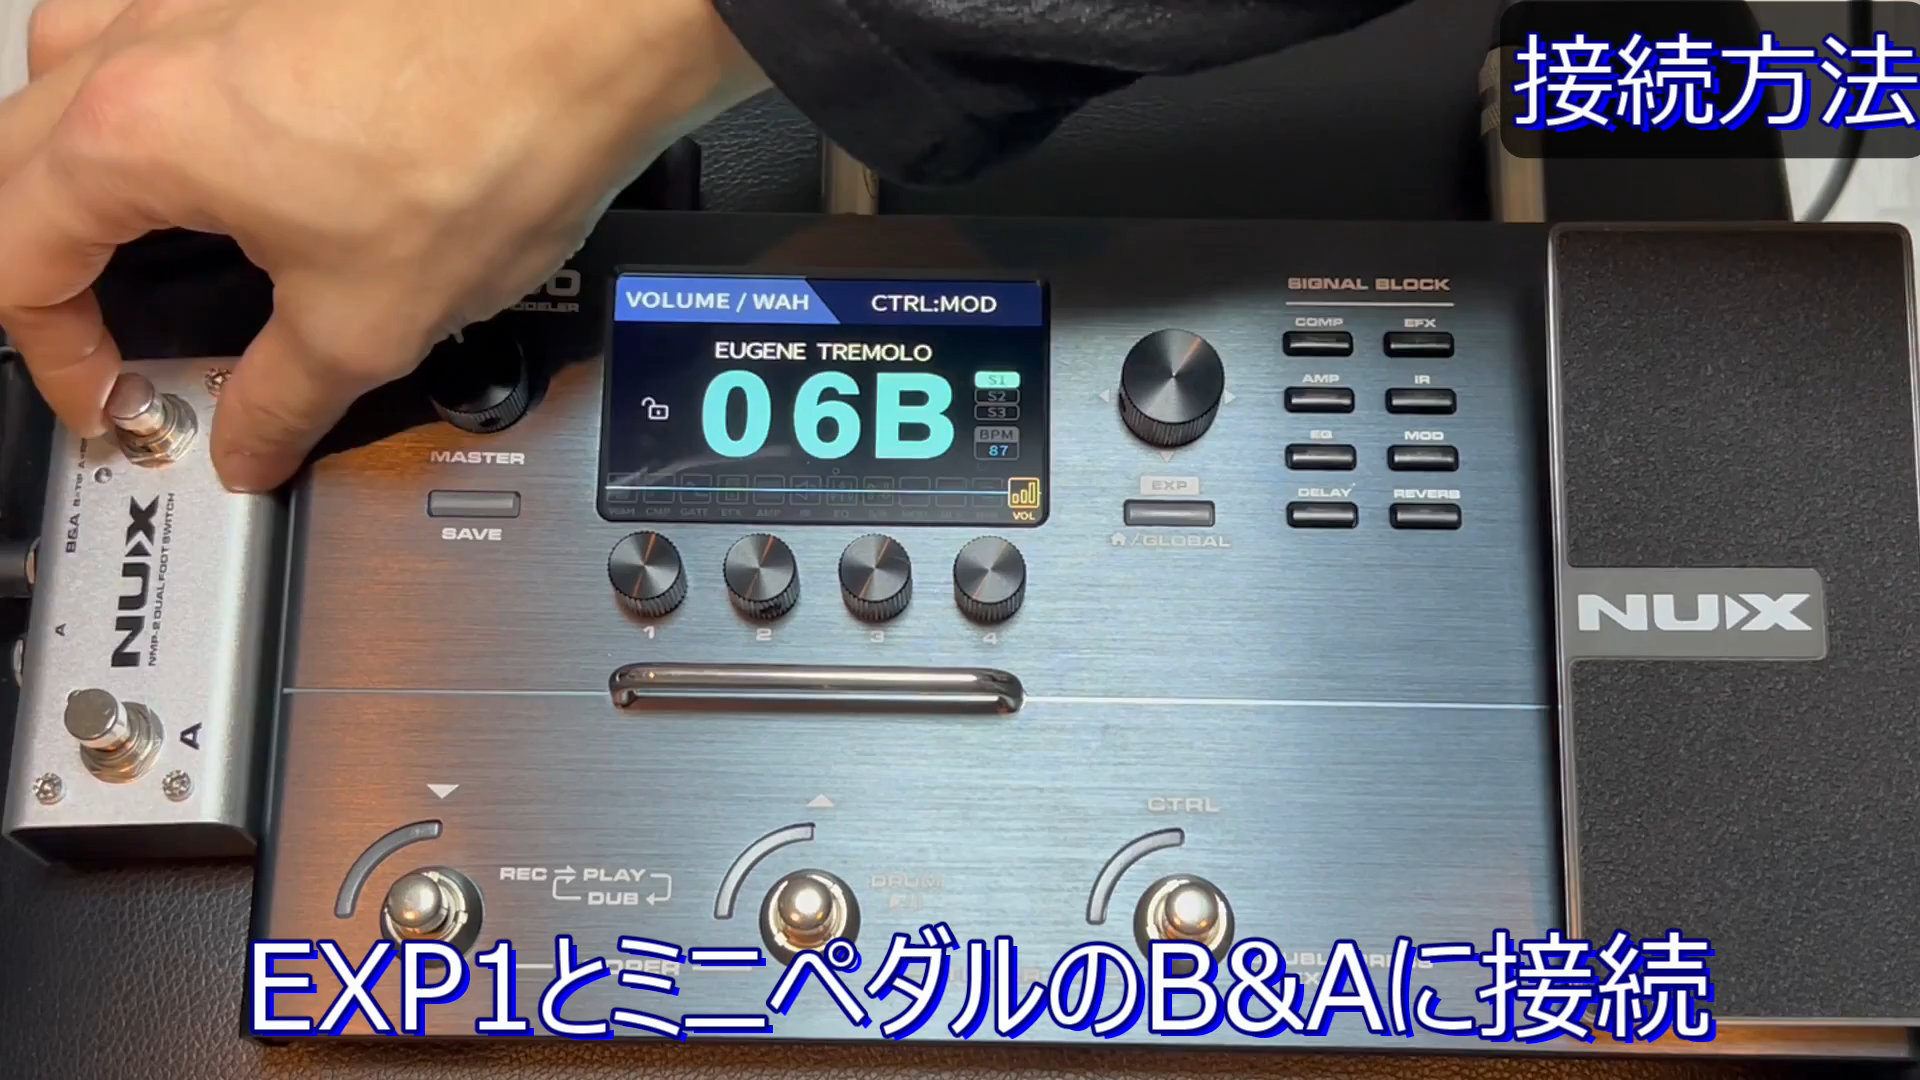 接続方法
VOLUME / WAH
CTRL:MOD
EUGENE TREMOLO
06B
S1
S2
S3
BPM
87
VOL
MASTER
SAVE
EXP
/GLOBAL
SIGNAL BLOCK
COMP
EFX
AMP
IR
EQ
MOD
DELAY
REVERB
1
2
3
4
NUX
NMP-2 DUAL FOOTSWITCH
B&A
A
A
NUX
CTRL
REC
PLAY
DUB
DRUM
EXP1とミニペダルのB&Aに接続